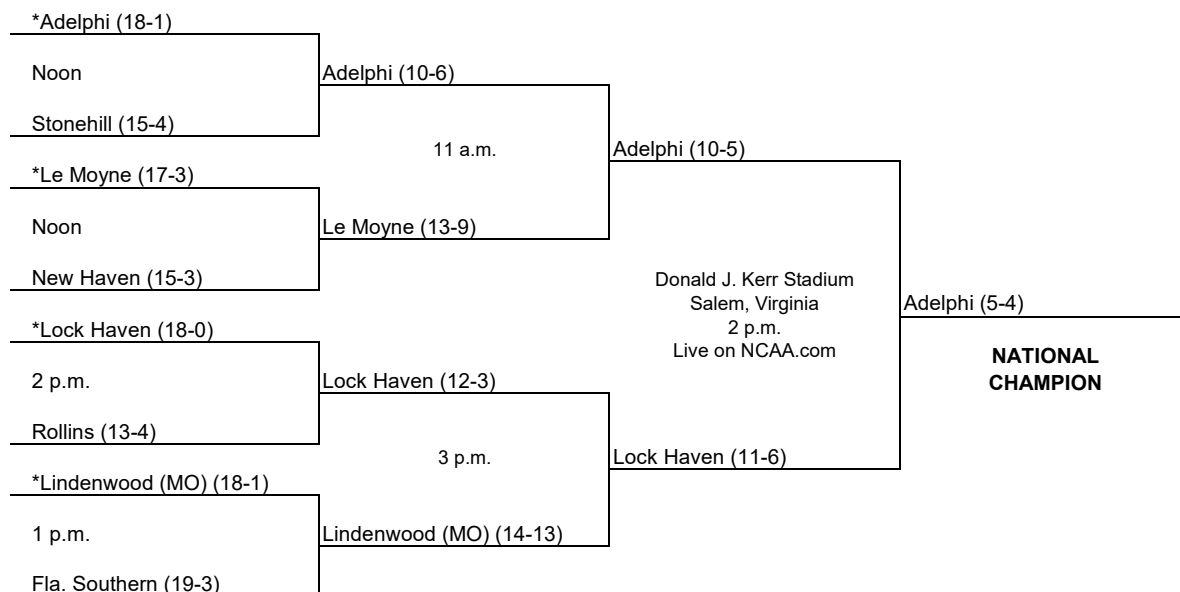 *Adelphi (18-1)
Noon
Adelphi (10-6)
Stonehill (15-4)
11 a.m.
Adelphi (10-5)
*Le Moyne (17-3)
Noon
Le Moyne (13-9)
New Haven (15-3)
Donald J. Kerr Stadium
Salem, Virginia
2 p.m.
Live on NCAA.com
Adelphi (5-4)
NATIONAL
CHAMPION
*Lock Haven (18-0)
2 p.m.
Lock Haven (12-3)
Rollins (13-4)
3 p.m.
Lock Haven (11-6)
*Lindenwood (MO) (18-1)
1 p.m.
Lindenwood (MO) (14-13)
Fla. Southern (19-3)